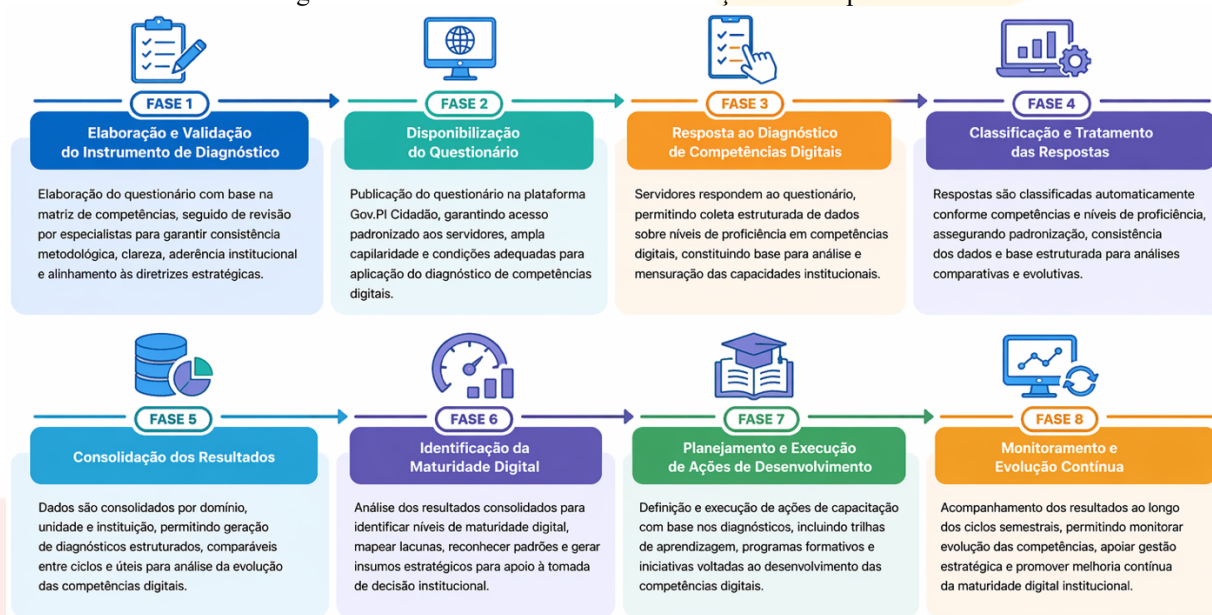 FASE 1
Elaboração e Validação
do Instrumento de Diagnóstico
Elaboração do questionário com base na
matriz de competências, seguido de revisão
por especialistas para garantir consistência
metodológica, clareza, aderência institucional
e alinhamento às diretrizes estratégicas.
FASE 2
Disponibilização
do Questionário
Publicação do questionário na plataforma
Gov.PI Cidadão, garantindo acesso
padronizado aos servidores, ampla
capilaridade e condições adequadas para
aplicação do diagnóstico de competências
digitais.
FASE 3
Resposta ao Diagnóstico
de Competências Digitais
Servidores respondem ao questionário,
permitindo coleta estruturada de dados
sobre níveis de proficiência em competências
digitais, constituindo base para análise e
mensuração das capacidades institucionais.
FASE 4
Classificação e Tratamento
das Respostas
Respostas são classificadas automaticamente
conforme competências e níveis de proficiência,
assegurando padronização, consistência
dos dados e base estruturada para análises
comparativas e evolutivas.
FASE 5
Consolidação dos Resultados
Dados são consolidados por domínio,
unidade e instituição, permitindo geração
de diagnósticos estruturados, comparáveis
entre ciclos e úteis para análise da evolução
das competências digitais.
FASE 6
Identificação da
Maturidade Digital
Análise dos resultados consolidados para
identificar níveis de maturidade digital,
mapear lacunas, reconhecer padrões e gerar
insumos estratégicos para apoio à tomada
de decisão institucional.
FASE 7
Planejamento e Execução
de Ações de Desenvolvimento
Definição e execução de ações de capacitação
com base nos diagnósticos, incluindo trilhas
de aprendizagem, programas formativos e
iniciativas voltadas ao desenvolvimento das
competências digitais.
FASE 8
Monitoramento e
Evolução Contínua
Acompanhamento dos resultados ao longo
dos ciclos semestrais, permitindo monitorar
evolução das competências, apoiar gestão
estratégica e promover melhoria contínua
da maturidade digital institucional.